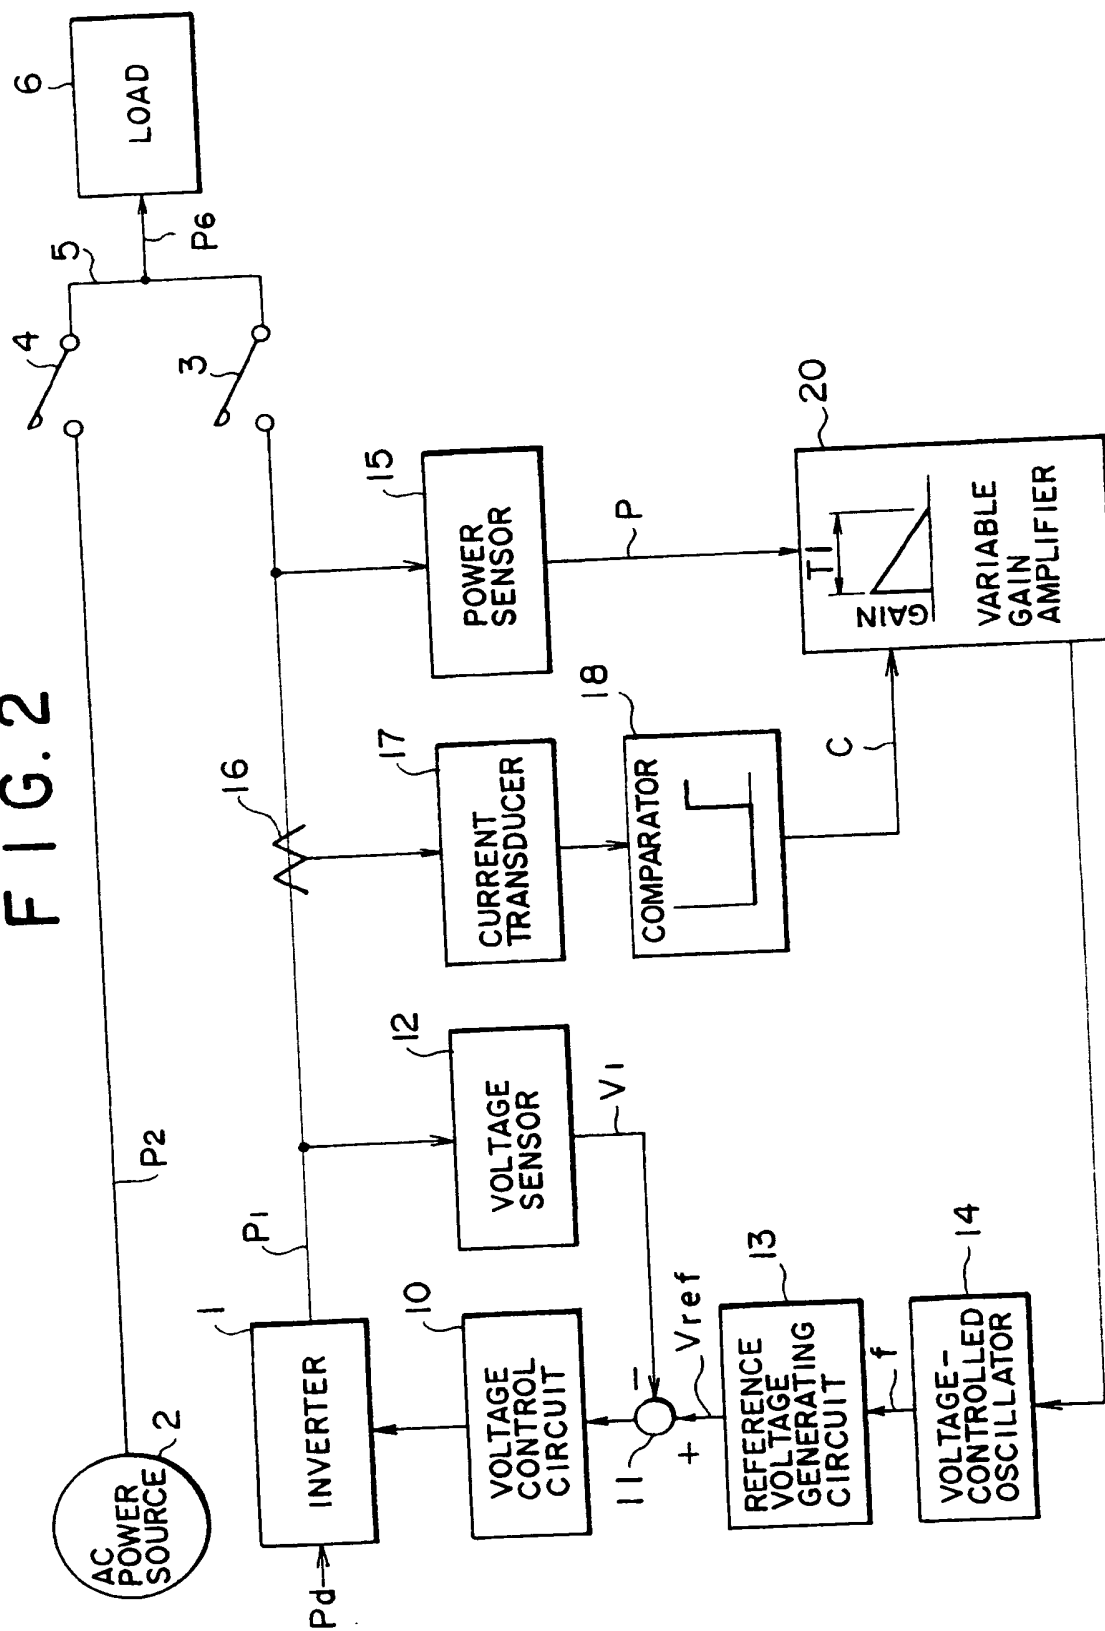 FIG. 2
AC
POWER
SOURCE
2
P2
4
5
6
LOAD
P6
3
Pd
INVERTER
1
P1
16
VOLTAGE
CONTROL
CIRCUIT
10
VOLTAGE
SENSOR
12
V1
CURRENT
TRANSDUCER
17
POWER
SENSOR
15
P
11
+
−
Vref
COMPARATOR
18
C
REFERENCE
VOLTAGE
GENERATING
CIRCUIT
13
f
VOLTAGE-
CONTROLLED
OSCILLATOR
14
GAIN
T1
VARIABLE
GAIN
AMPLIFIER
20